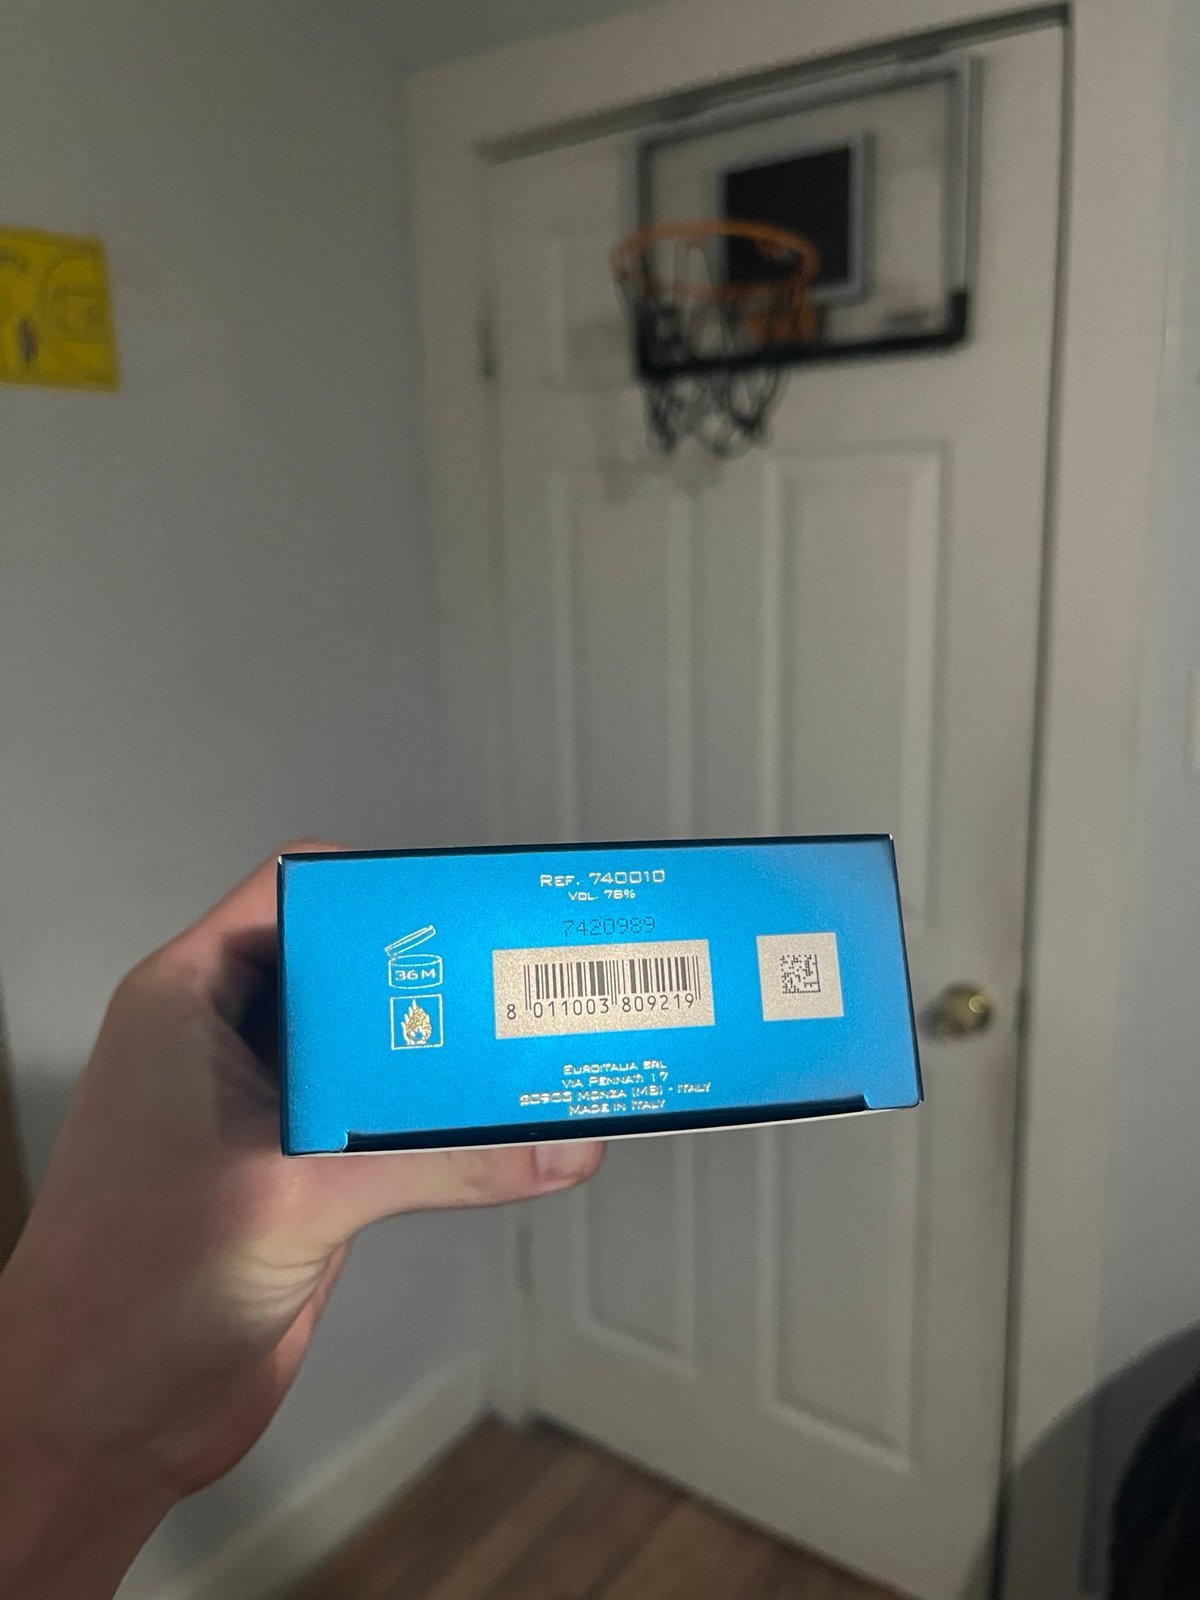 REF. 740010
VOL. 78%
7420989
36 M
8 011003 809219
EUROITALIA SRL
VIA PENNATI 17
20900 MONZA (MB) - ITALY
MADE IN ITALY